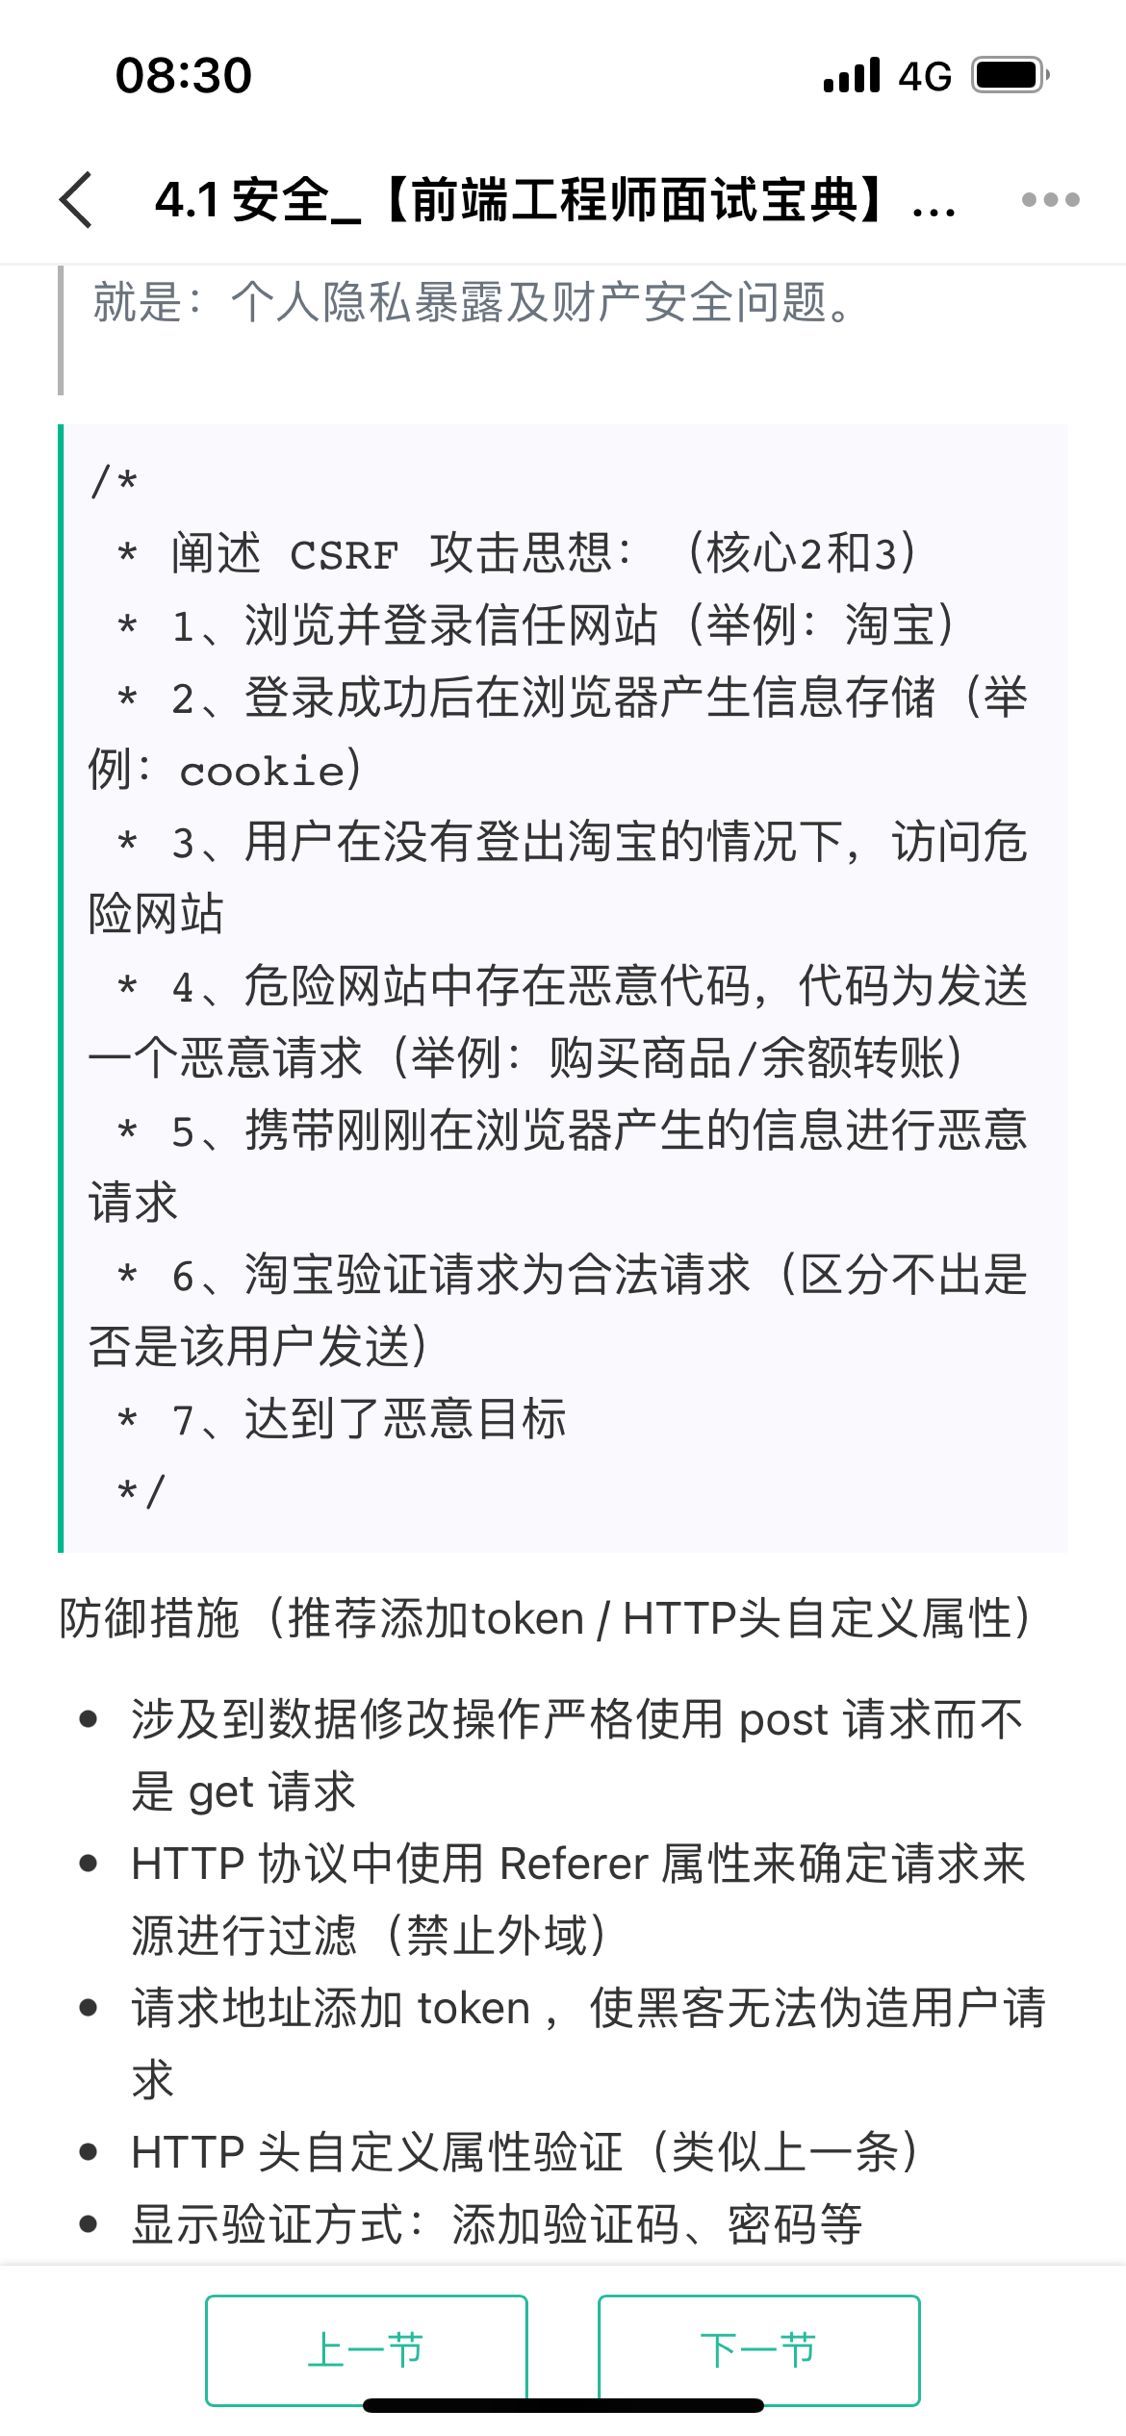 08:30
4G
4.1 安全_【前端工程师面试宝典】...
就是：个人隐私暴露及财产安全问题。
/*
* 阐述 CSRF 攻击思想：（核心2和3）
* 1、浏览并登录信任网站（举例：淘宝）
* 2、登录成功后在浏览器产生信息存储（举
例：cookie）
* 3、用户在没有登出淘宝的情况下，访问危
险网站
* 4、危险网站中存在恶意代码，代码为发送
一个恶意请求（举例：购买商品/余额转账）
* 5、携带刚刚在浏览器产生的信息进行恶意
请求
* 6、淘宝验证请求为合法请求（区分不出是
否是该用户发送）
* 7、达到了恶意目标
*/
防御措施（推荐添加token / HTTP头自定义属性）
• 涉及到数据修改操作严格使用 post 请求而不
是 get 请求
• HTTP 协议中使用 Referer 属性来确定请求来
源进行过滤（禁止外域）
• 请求地址添加 token ，使黑客无法伪造用户请
求
• HTTP 头自定义属性验证（类似上一条）
• 显示验证方式：添加验证码、密码等
上一节
下一节